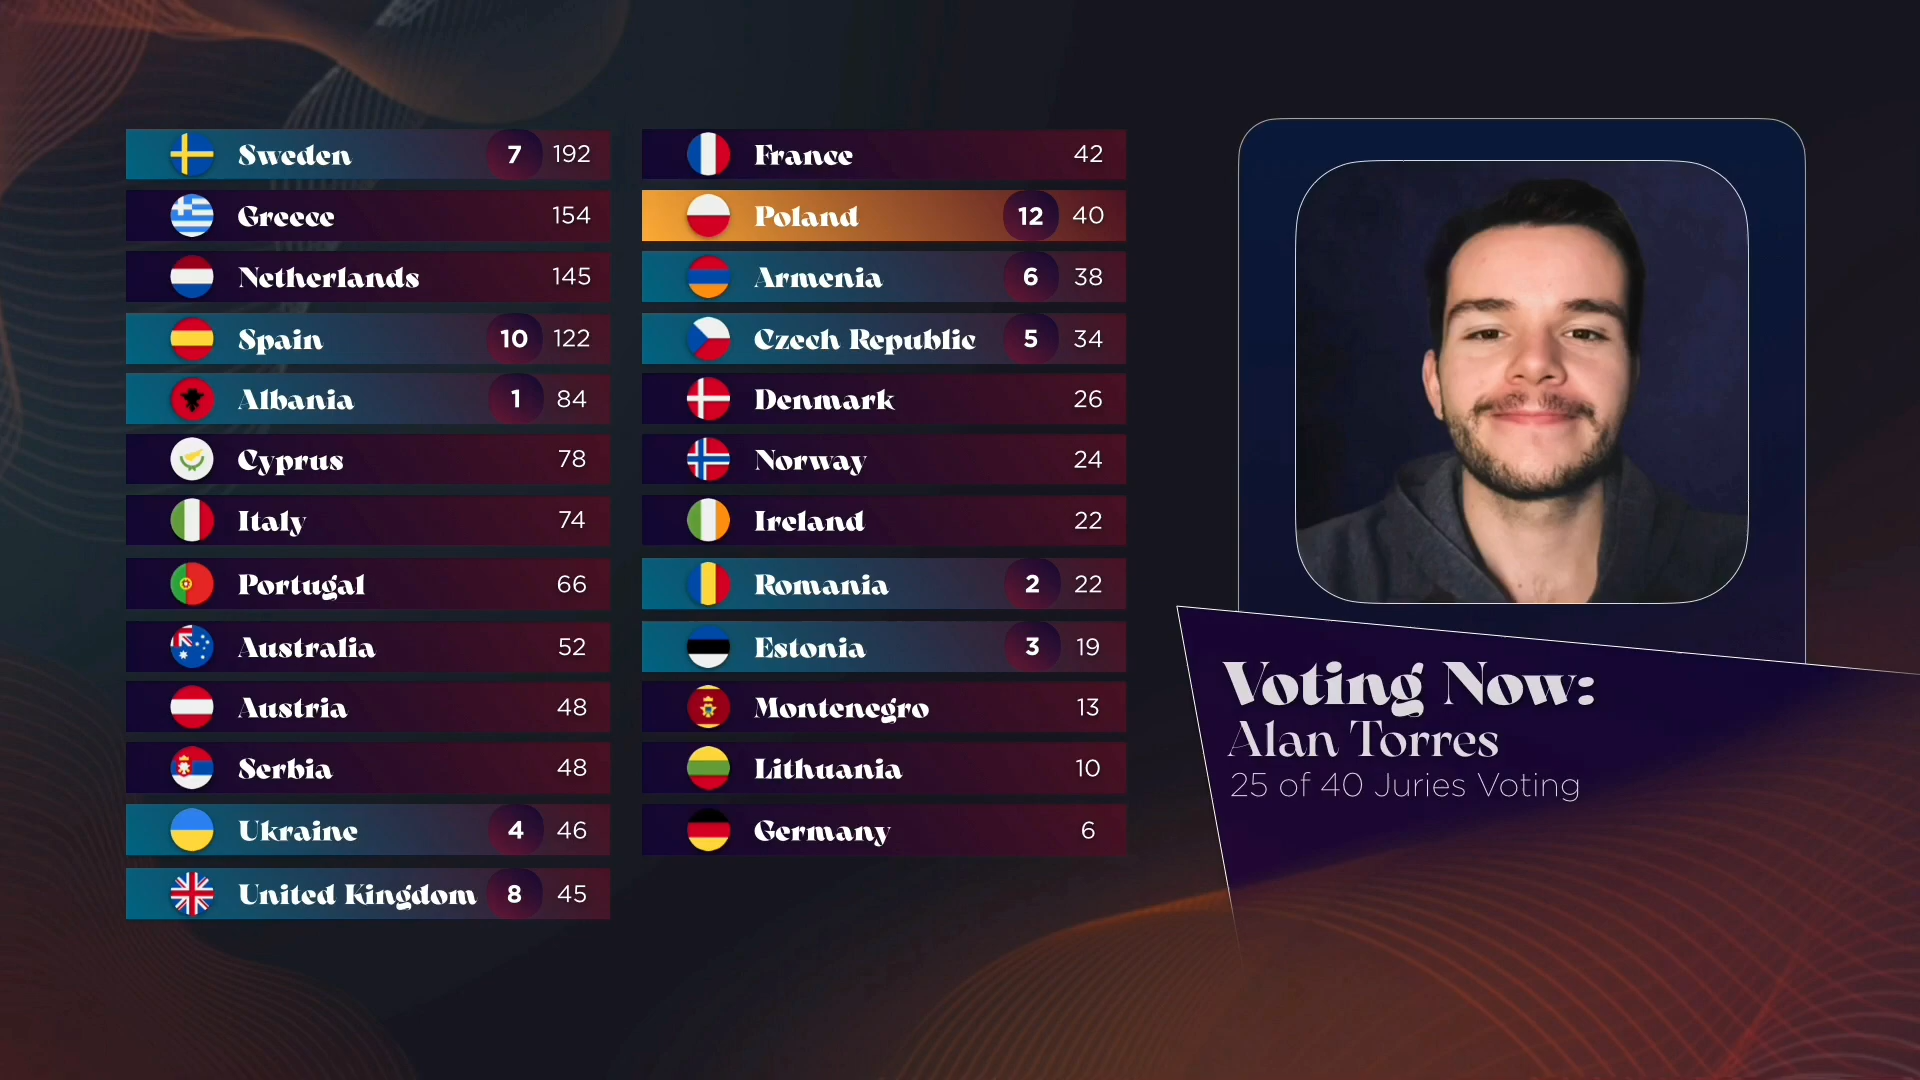 Sweden 7 192
Greece 154
Netherlands 145
Spain 10 122
Albania 1 84
Cyprus 78
Italy 74
Portugal 66
Australia 52
Austria 48
Serbia 48
Ukraine 4 46
United Kingdom 8 45
France 42
Poland 12 40
Armenia 6 38
Czech Republic 5 34
Denmark 26
Norway 24
Ireland 22
Romania 2 22
Estonia 3 19
Montenegro 13
Lithuania 10
Germany 6
Voting Now:
Alan Torres
25 of 40 Juries Voting